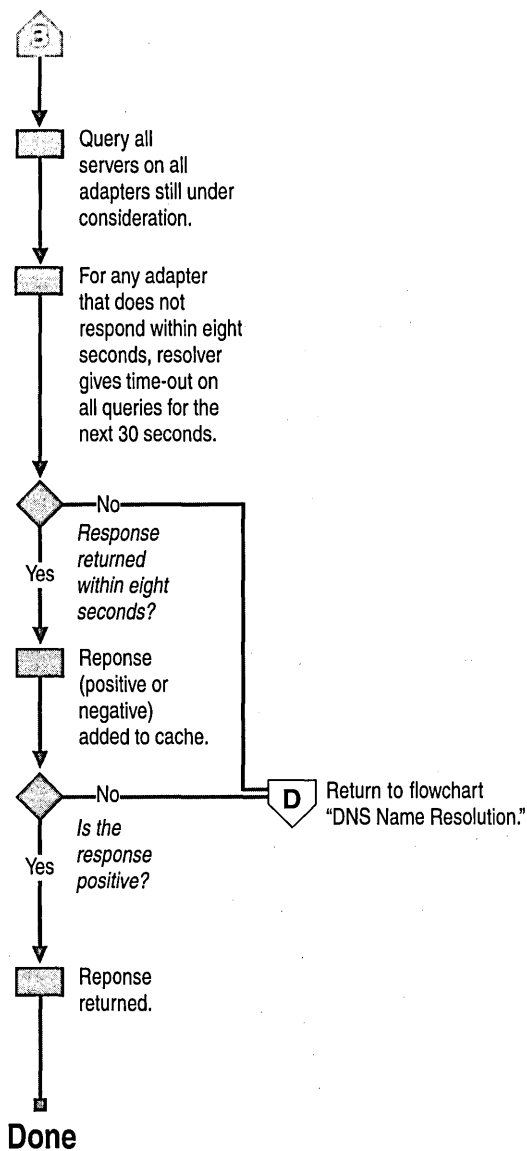 3
Query all
servers on all
adapters still under
consideration.
For any adapter
that does not
respond within eight
seconds, resolver
gives time-out on
all queries for the
next 30 seconds.
No
Response
returned
within eight
seconds?
Yes
Reponse
(positive or
negative)
added to cache.
No
D
Return to flowchart
“DNS Name Resolution.”
Is the
response
positive?
Yes
Reponse
returned.
Done